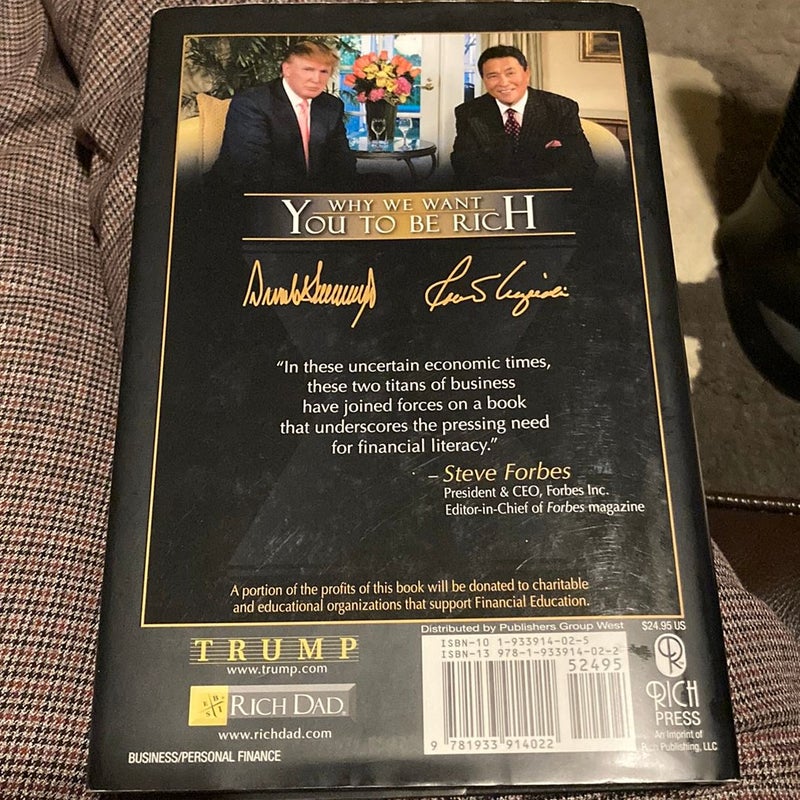 WHY WE WANT
YOU TO BE RICH
"In these uncertain economic times,
these two titans of business
have joined forces on a book
that underscores the pressing need
for financial literacy."
– Steve Forbes
President & CEO, Forbes Inc.
Editor-in-Chief of Forbes magazine
A portion of the profits of this book will be donated to charitable
and educational organizations that support Financial Education.
Distributed by Publishers Group West $24.95 US
TRUMP
www.trump.com
RICH DAD
www.richdad.com
BUSINESS/PERSONAL FINANCE
ISBN-10 1-933914-02-5
ISBN-13 978-1-933914-02-2
52495
9 781933 914022
RICH
PRESS
An Imprint of
Rich Publishing, LLC